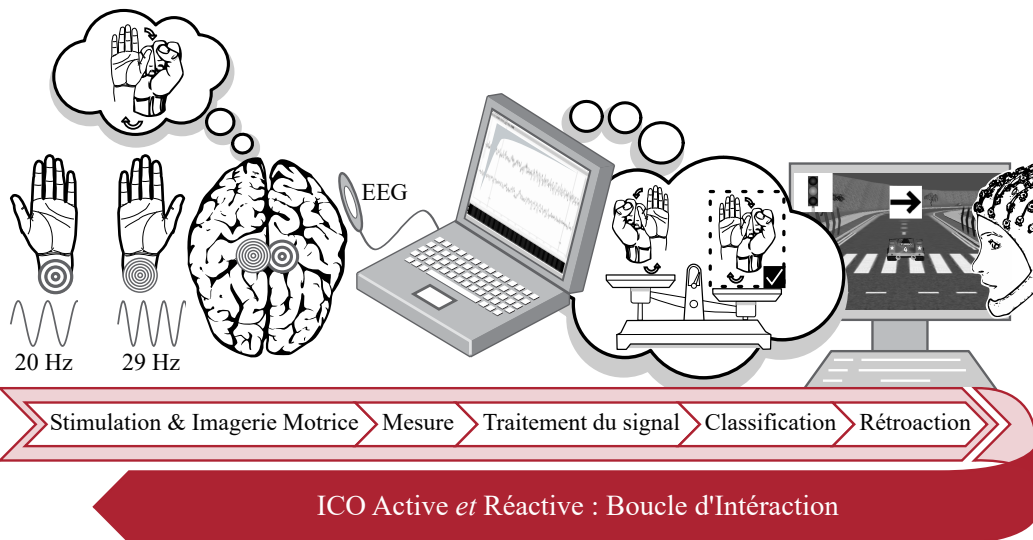 EEG
20 Hz
29 Hz
Stimulation & Imagerie Motrice
Mesure
Traitement du signal
Classification
Rétroaction
ICO Active et Réactive : Boucle d'Intéraction